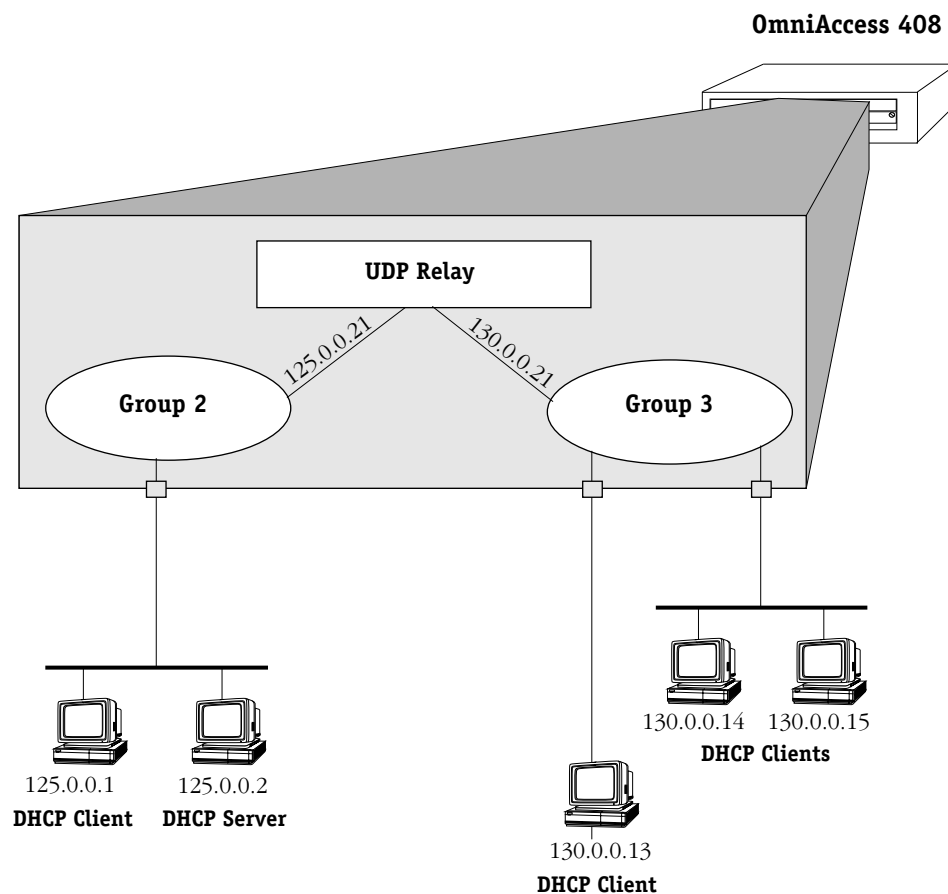 OmniAccess 408
UDP Relay
125.0.0.21
130.0.0.21
Group 2
Group 3
130.0.0.14
130.0.0.15
DHCP Clients
125.0.0.1
125.0.0.2
DHCP Client
DHCP Server
130.0.0.13
DHCP Client